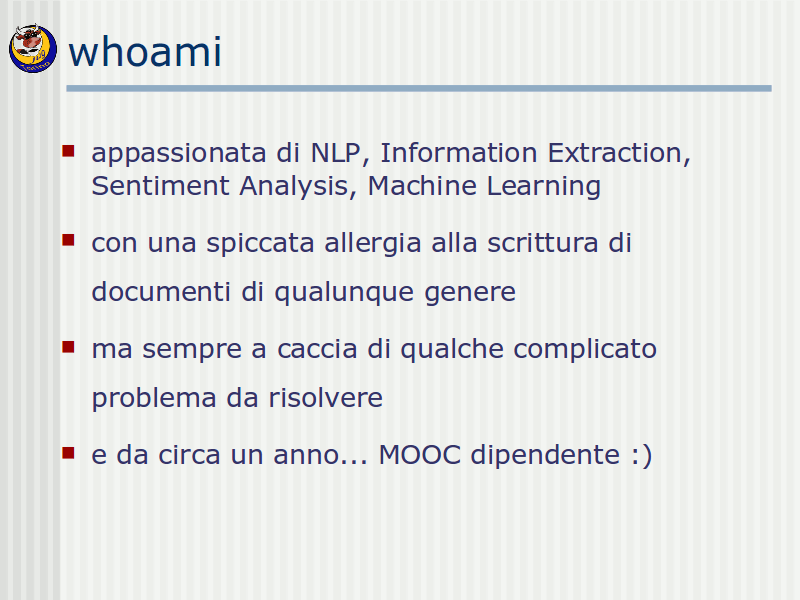 whoami
appassionata di NLP, Information Extraction,
Sentiment Analysis, Machine Learning
con una spiccata allergia alla scrittura di
documenti di qualunque genere
ma sempre a caccia di qualche complicato
problema da risolvere
e da circa un anno... MOOC dipendente :)